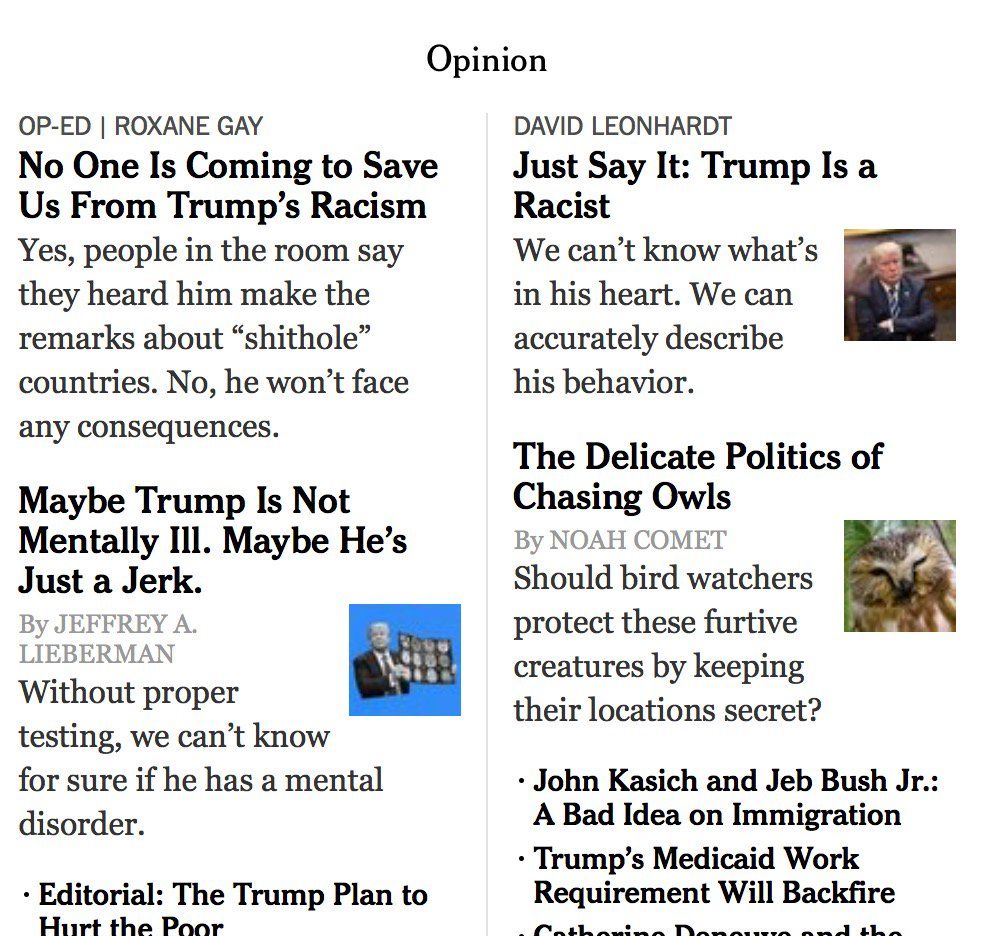 Opinion
OP-ED | ROXANE GAY
No One Is Coming to Save
Us From Trump’s Racism
Yes, people in the room say
they heard him make the
remarks about “shithole”
countries. No, he won’t face
any consequences.
Maybe Trump Is Not
Mentally Ill. Maybe He’s
Just a Jerk.
By JEFFREY A.
LIEBERMAN
Without proper
testing, we can’t know
for sure if he has a mental
disorder.
· Editorial: The Trump Plan to
Hurt the Poor
DAVID LEONHARDT
Just Say It: Trump Is a
Racist
We can’t know what’s
in his heart. We can
accurately describe
his behavior.
The Delicate Politics of
Chasing Owls
By NOAH COMET
Should bird watchers
protect these furtive
creatures by keeping
their locations secret?
· John Kasich and Jeb Bush Jr.:
A Bad Idea on Immigration
· Trump’s Medicaid Work
Requirement Will Backfire
· Catherine Deneuve and the